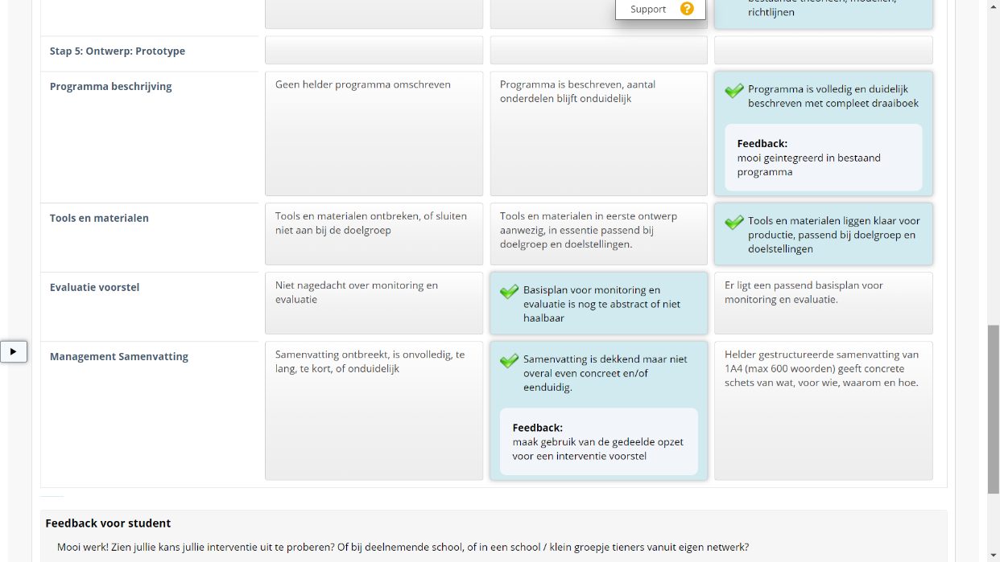 bestaande theorieën, modellen,
richtlijnen
Support
Stap 5: Ontwerp: Prototype
Programma beschrijving
Geen helder programma omschreven
Programma is beschreven, aantal
onderdelen blijft onduidelijk
Programma is volledig en duidelijk
beschreven met compleet draaiboek
Feedback:
mooi geintegreerd in bestaand
programma
Tools en materialen
Tools en materialen ontbreken, of sluiten
niet aan bij de doelgroep
Tools en materialen in eerste ontwerp
aanwezig, in essentie passend bij
doelgroep en doelstellingen.
Tools en materialen liggen klaar voor
productie, passend bij doelgroep en
doelstellingen
Evaluatie voorstel
Niet nagedacht over monitoring en
evaluatie
Basisplan voor monitoring en
evaluatie is nog te abstract of niet
haalbaar
Er ligt een passend basisplan voor
monitoring en evaluatie.
Management Samenvatting
Samenvatting ontbreekt, is onvolledig, te
lang, te kort, of onduidelijk
Samenvatting is dekkend maar niet
overal even concreet en/of
eenduidig.
Feedback:
maak gebruik van de gedeelde opzet
voor een interventie voorstel
Helder gestructureerde samenvatting van
1A4 (max 600 woorden) geeft concrete
schets van wat, voor wie, waarom en hoe.
Feedback voor student
Mooi werk! Zien jullie kans jullie interventie uit te proberen? Of bij deelnemende school, of in een school / klein groepje tieners vanuit eigen netwerk?